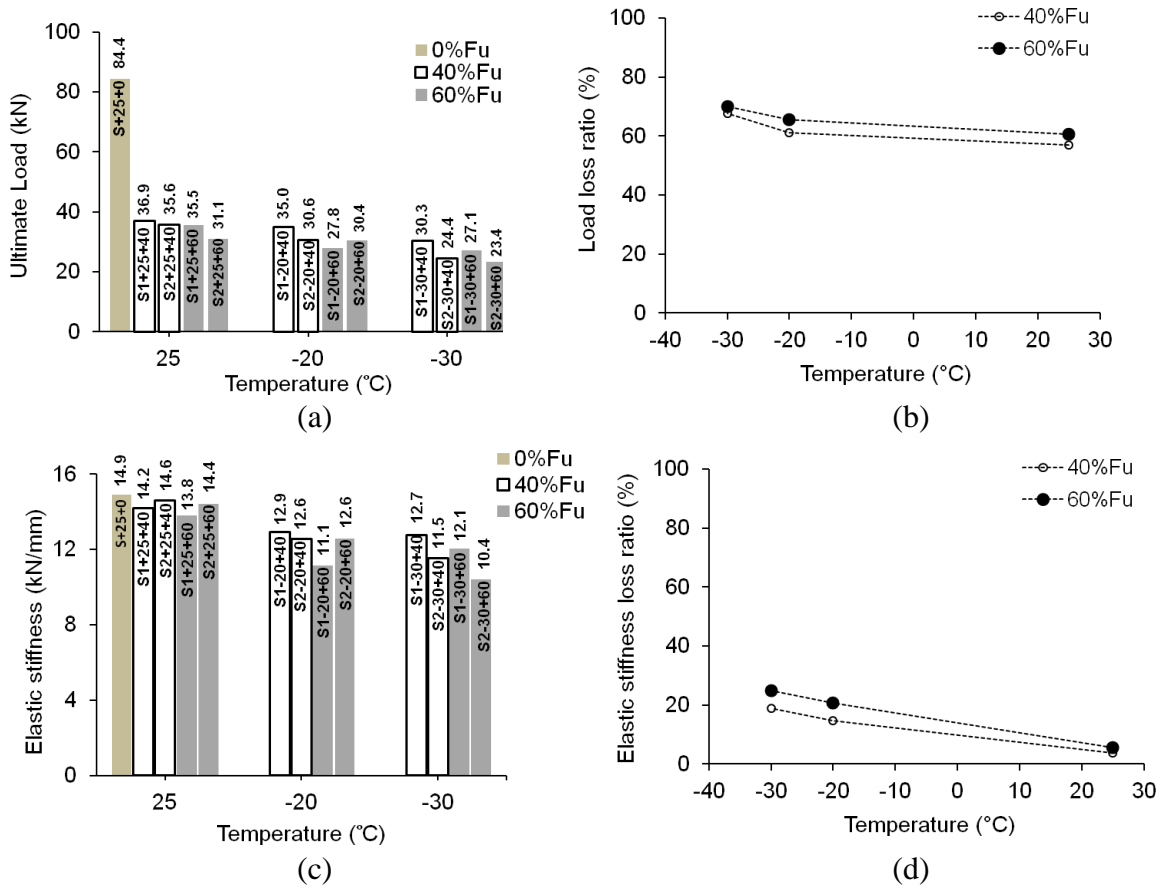 (a)
Ultimate Load (kN)
100
80
60
40
20
0
84.4
36.9
35.6
35.5
31.1
35.0
30.6
27.8
30.4
30.3
24.4
27.1
23.4
S+25+0
S1+25+40
S2+25+40
S1+25+60
S2+25+60
S1-20+40
S2-20+40
S1-20+60
S2-20+60
S1-30+40
S2-30+40
S1-30+60
S2-30+60
0%Fu
40%Fu
60%Fu
25
-20
-30
Temperature (°C)
Load loss ratio (%)
100
80
60
40
20
0
40%Fu
60%Fu
-40
-30
-20
-10
0
10
20
30
Temperature (°C)
(b)
Elastic stiffness (kN/mm)
16
12
8
4
0
14.9
14.2
14.6
13.8
14.4
12.9
12.6
11.1
12.6
12.7
11.5
12.1
10.4
S+25+0
S1+25+40
S2+25+40
S1+25+60
S2+25+60
S1-20+40
S2-20+40
S1-20+60
S2-20+60
S1-30+40
S2-30+40
S1-30+60
S2-30+60
0%Fu
40%Fu
60%Fu
25
-20
-30
Temperature (°C)
(c)
Elastic stiffness loss ratio (%)
100
80
60
40
20
0
40%Fu
60%Fu
-40
-30
-20
-10
0
10
20
30
Temperature (°C)
(d)